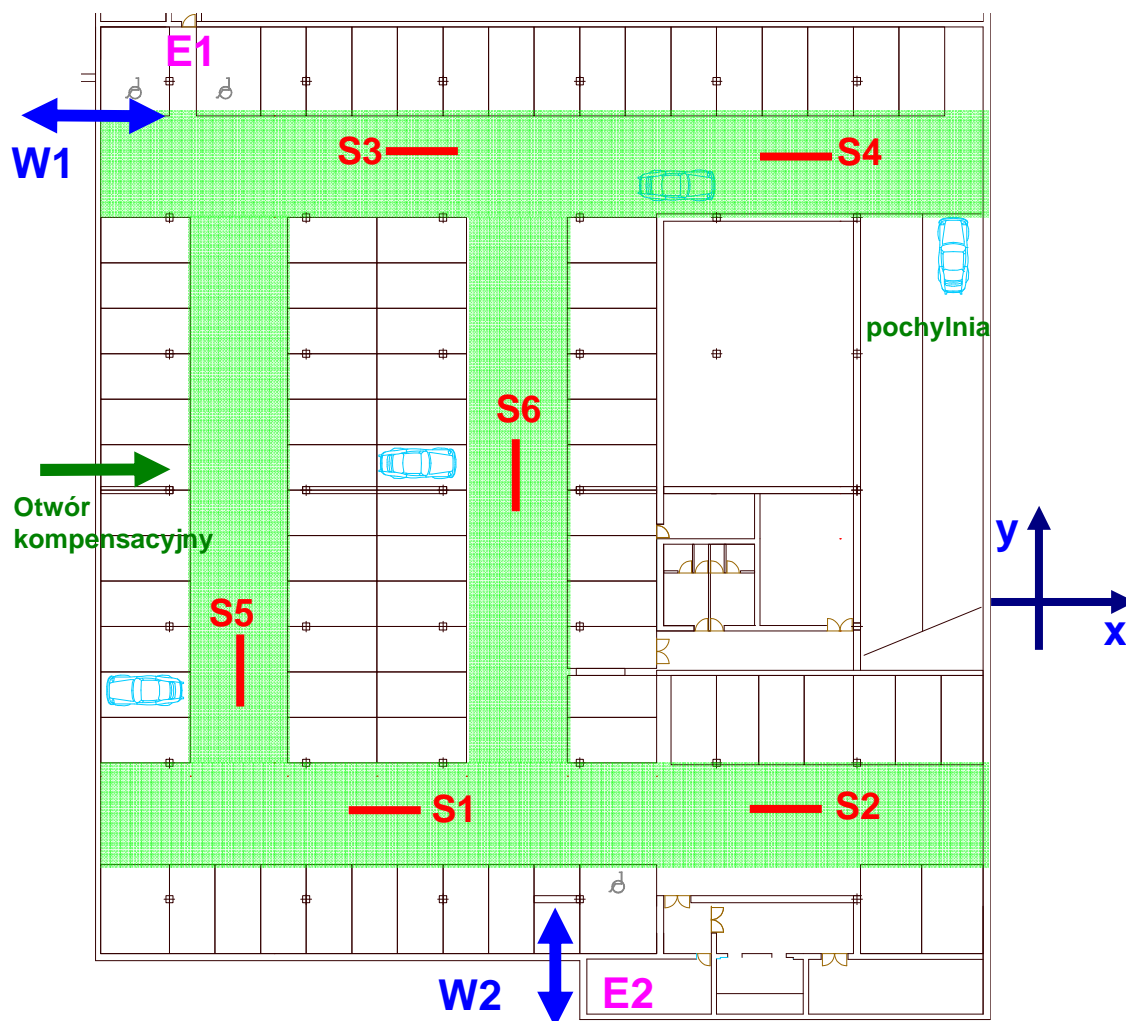 E1
W1
S3
S4
pochylnia
S6
Otwór
kompensacyjny
y
x
S5
S1
S2
W2
E2